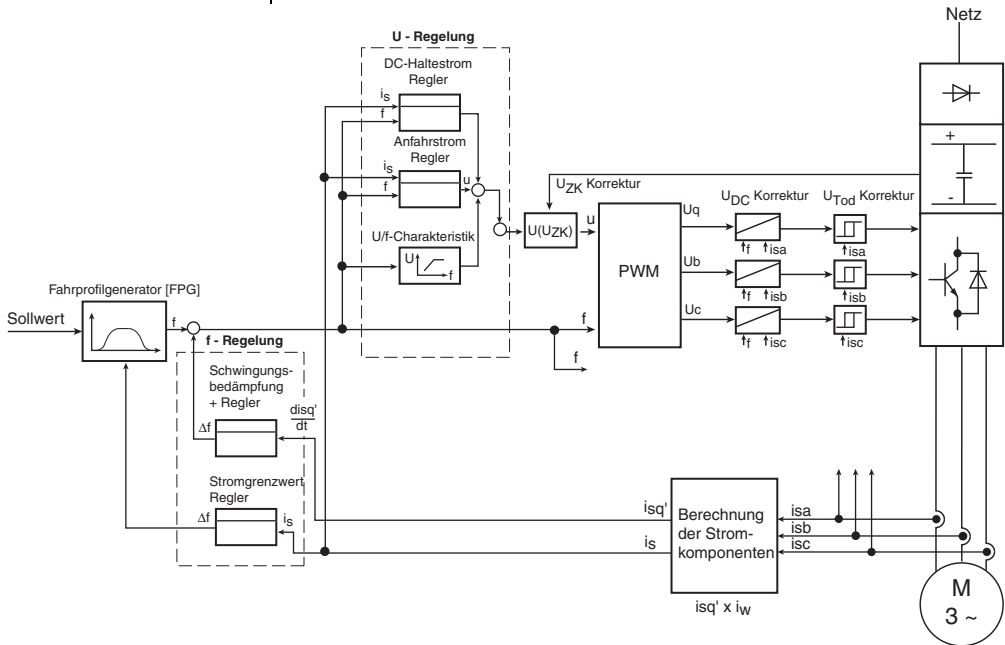 Netz
U - Regelung
DC-Haltestrom
Regler
is
f
Anfahrstrom
Regler
is
f
u
U/f-Charakteristik
U
f
UZK Korrektur
U(UZK)
u
PWM
Uq
Ub
Uc
UDC Korrektur
UTod Korrektur
f
isa
isa
f
isb
isb
f
isc
isc
+
-
Fahrprofilgenerator [FPG]
Sollwert
f
f
f
f - Regelung
Schwingungs-
bedämpfung
+ Regler
Δf
disq'
dt
Stromgrenzwert
Regler
Δf
is
isq'
is
Berechnung
der Strom-
komponenten
isa
isb
isc
isq' x iw
M
3 ~